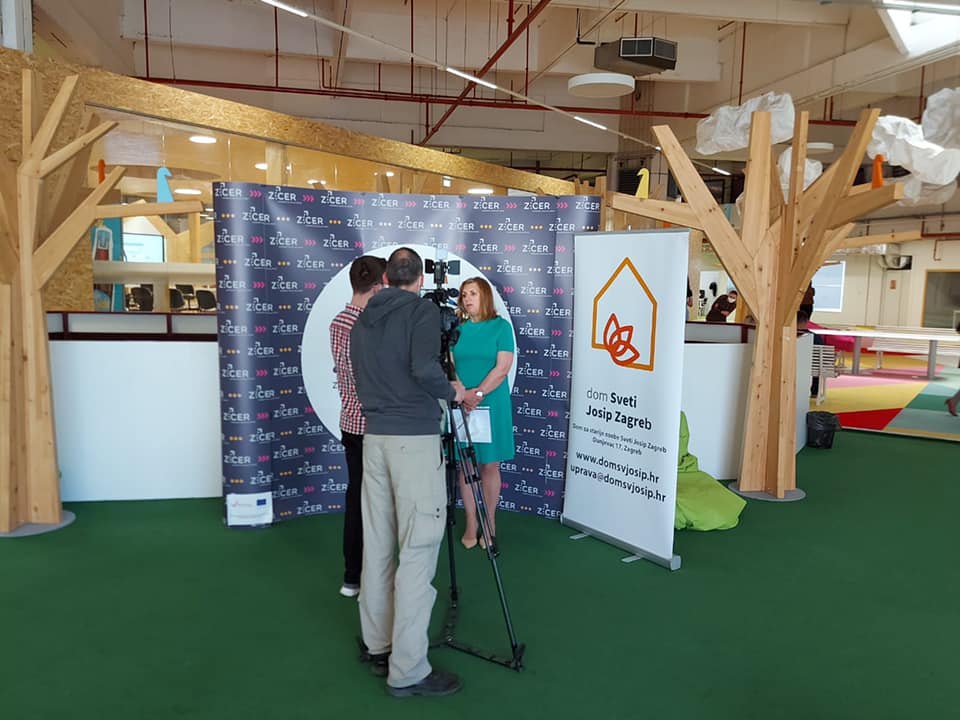 ZICER
dom Sveti
Josip Zagreb
Dom za starije osobe Sveti Josip Zagreb
Dunjevac 17, Zagreb
www.domsvjosip.hr
uprava@domsvjosip.hr